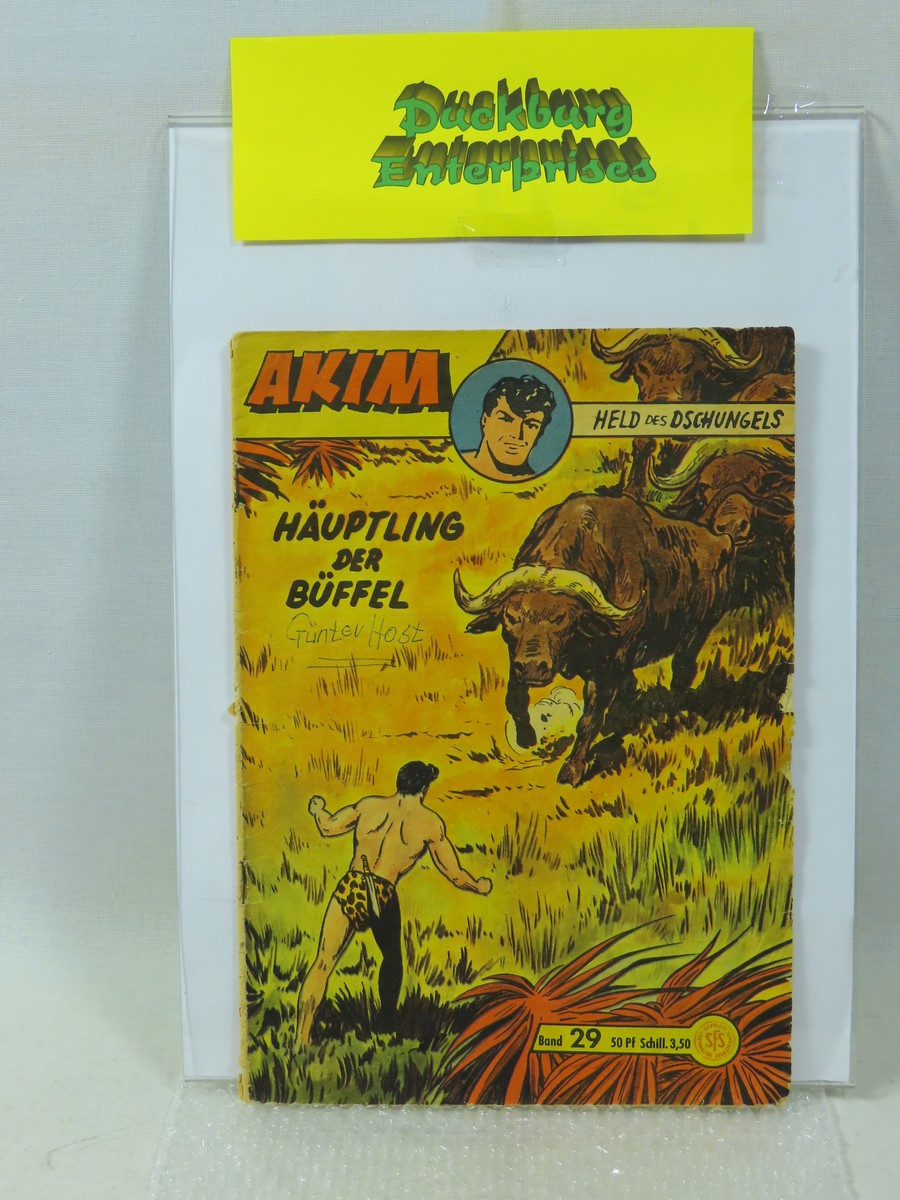 Duckburg
Enterprises
AKIM
HELD DES DSCHUNGELS
HÄUPTLING
DER
BÜFFEL
Günter Host
Band 29 50 Pf Schill. 3,50
SFS